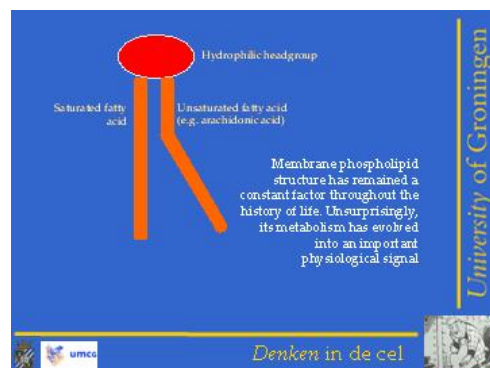 Hydrophilic headgroup
Saturated fatty
acid
Unsaturated fatty acid
(e.g. arachidonic acid)
Membrane phospholipid
structure has remained a
constant factor throughout the
history of life. Unsurprisingly,
its metabolism has evolved
into an important
physiological signal
University of Groningen
umcg
Denken in de cel